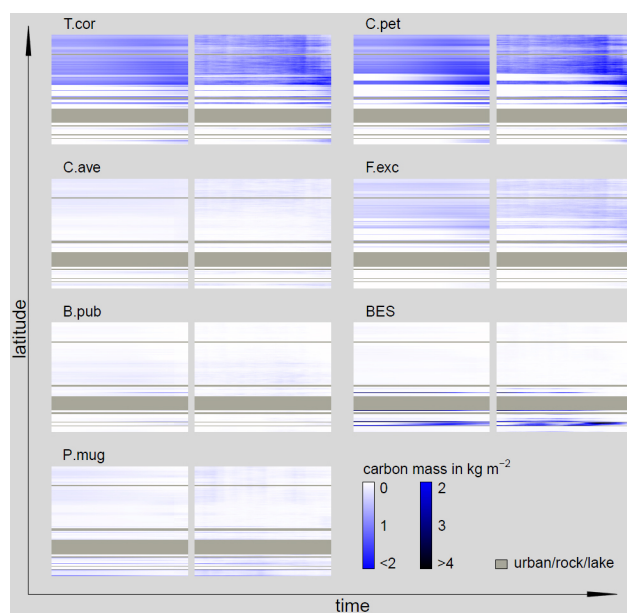 T.cor
C.pet
C.ave
F.exc
B.pub
BES
P.mug
carbon mass in kg m⁻²
0
2
1
3
<2
>4
urban/rock/lake
latitude
time